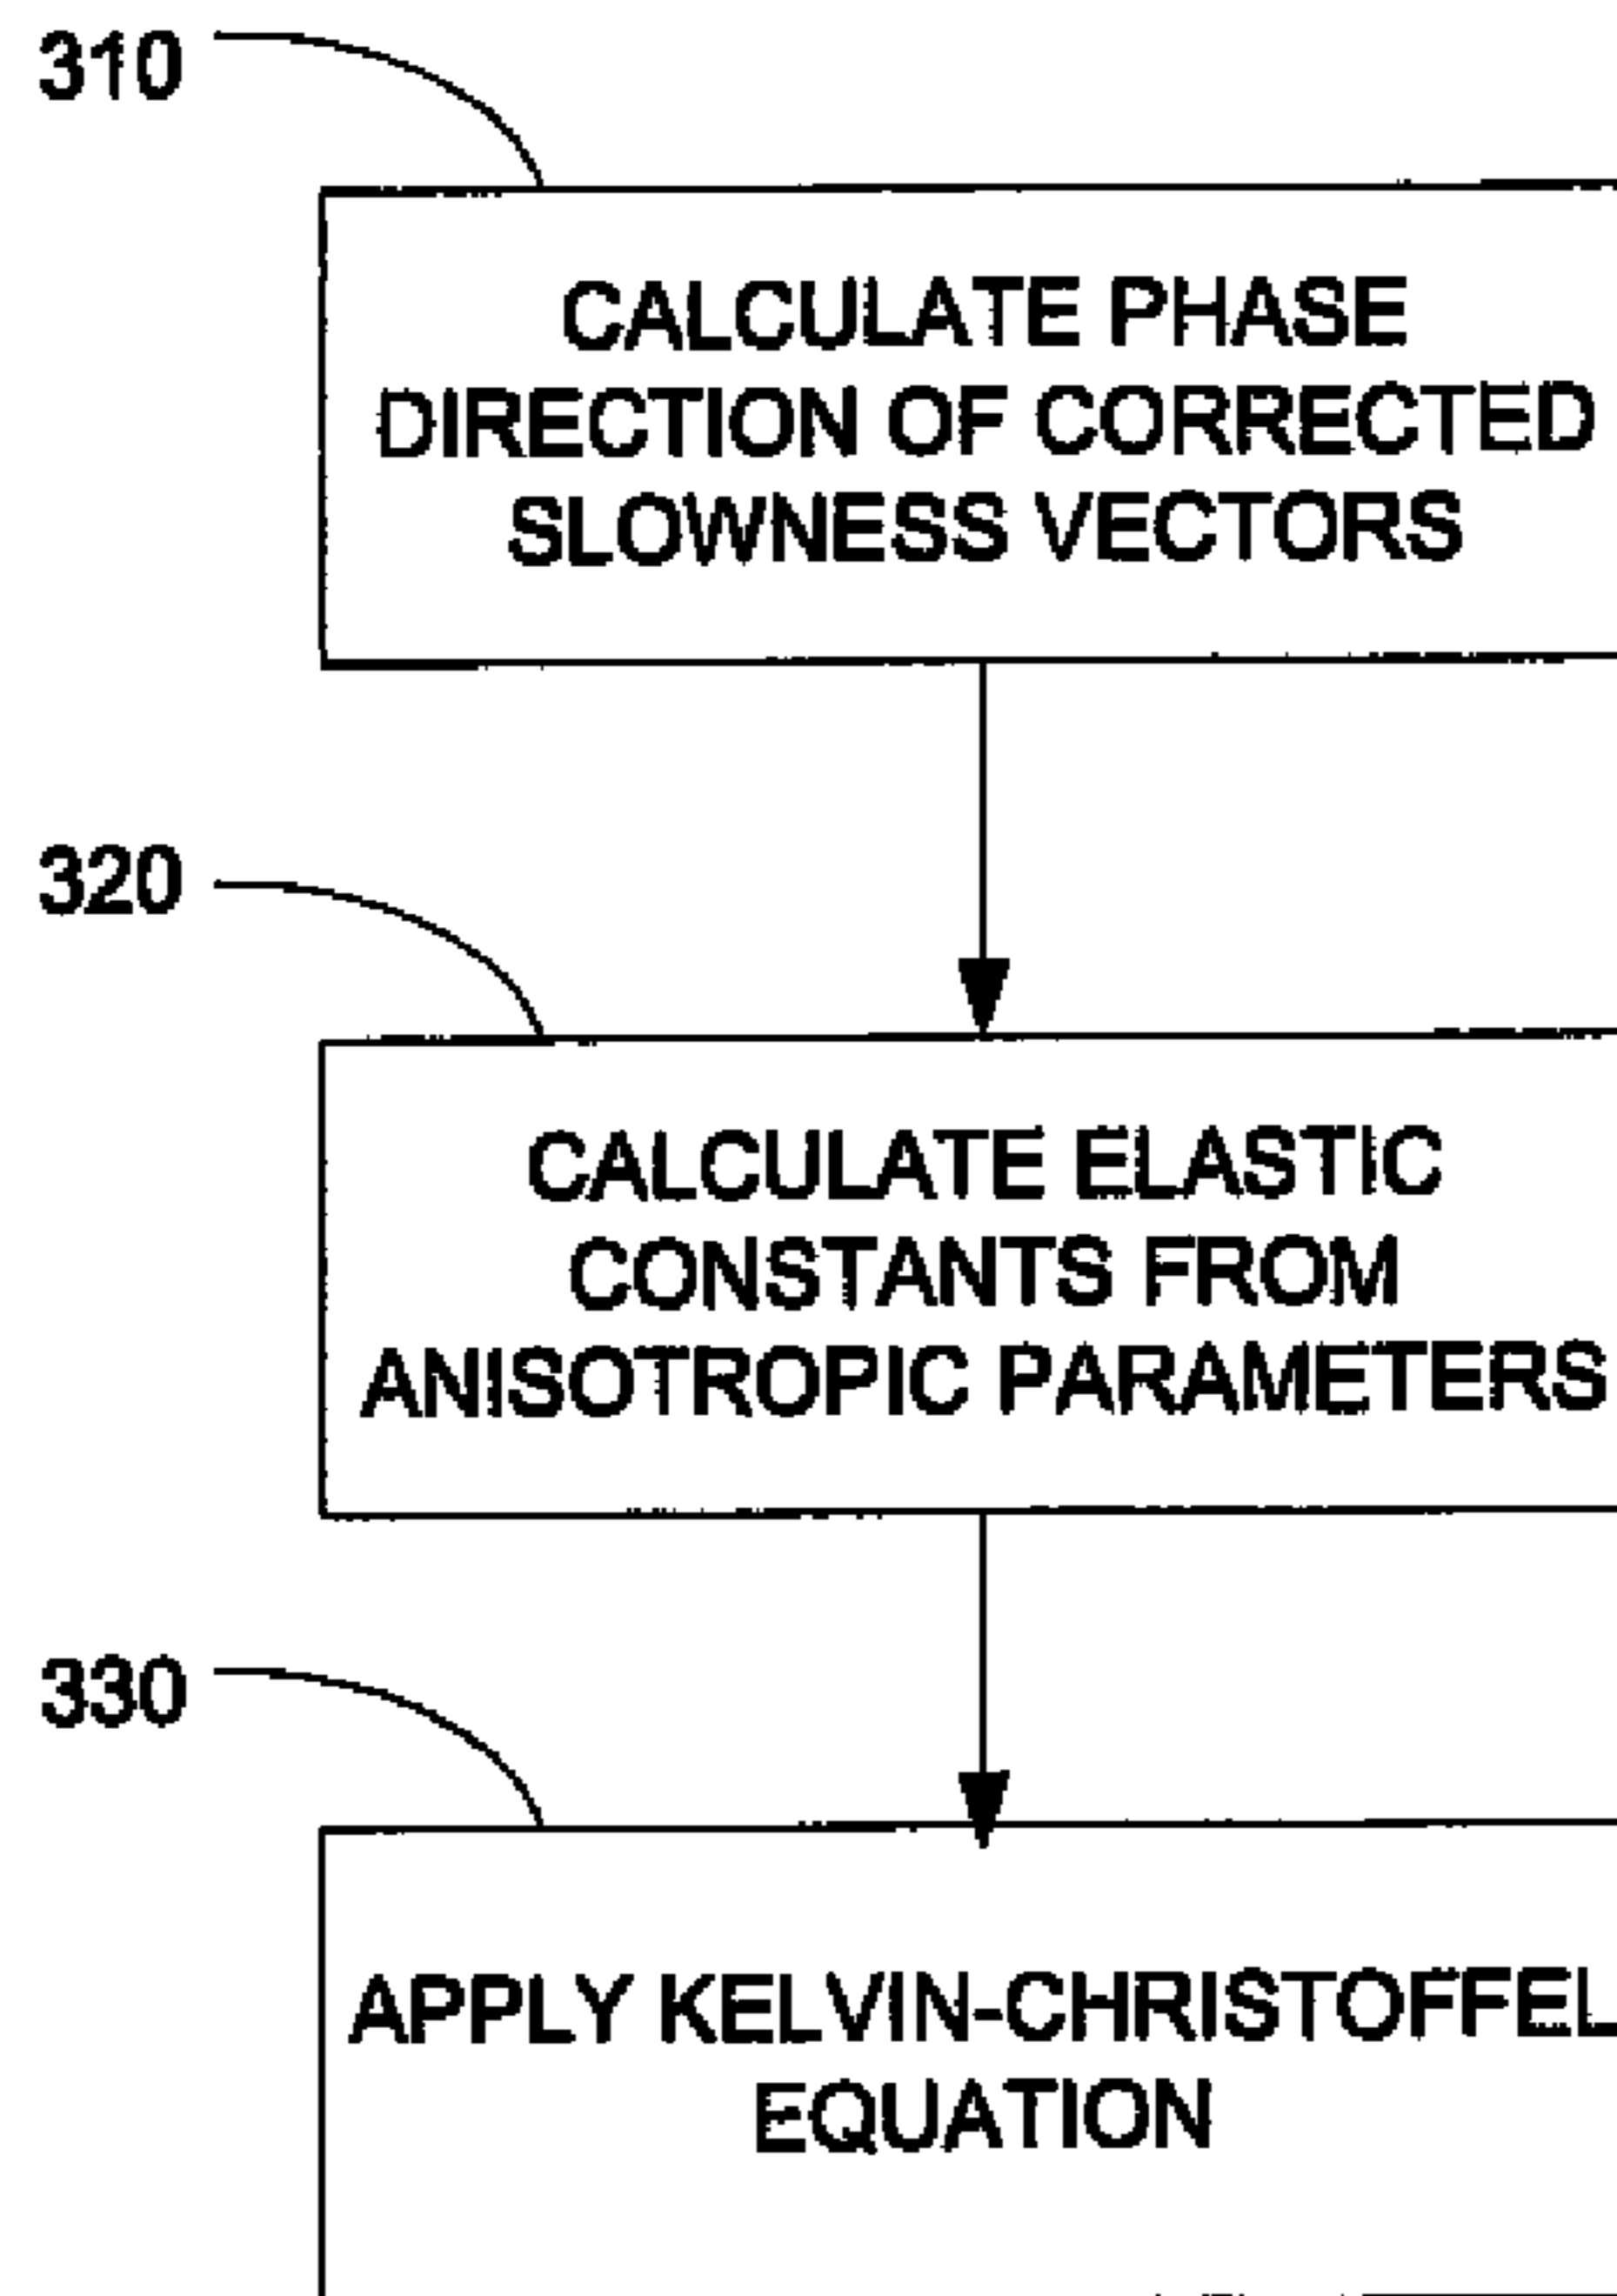 310
CALCULATE PHASE
DIRECTION OF CORRECTED
SLOWNESS VECTORS
320
CALCULATE ELASTIC
CONSTANTS FROM
ANISOTROPIC PARAMETERS
330
APPLY KELVIN-CHRISTOFFEL
EQUATION